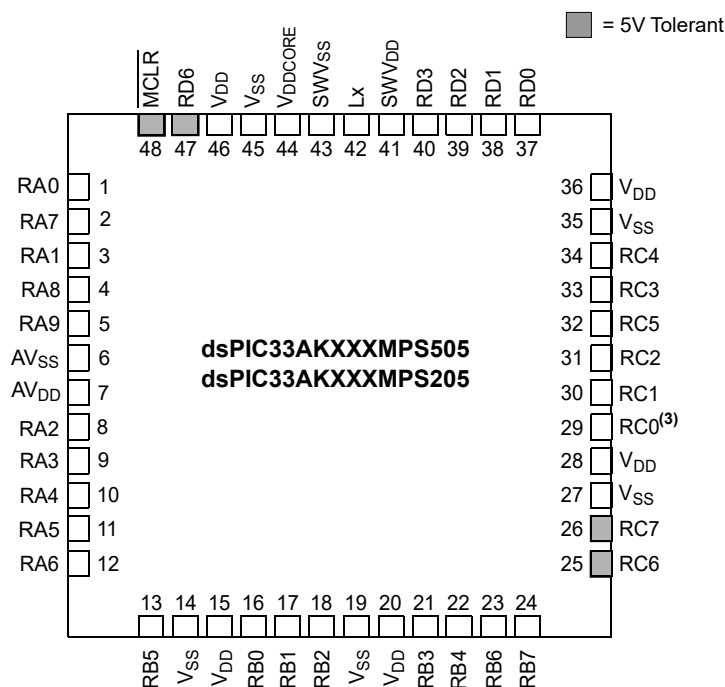 = 5V Tolerant
MCLR
RD6
VDD
VSS
VDDCORE
SWVSS
Lx
SWVDD
RD3
RD2
RD1
RD0
48 47 46 45 44 43 42 41 40 39 38 37
RA0 1
RA7 2
RA1 3
RA8 4
RA9 5
AVSS 6
AVDD 7
RA2 8
RA3 9
RA4 10
RA5 11
RA6 12
dsPIC33AKXXXMPS505
dsPIC33AKXXXMPS205
36 VDD
35 VSS
34 RC4
33 RC3
32 RC5
31 RC2
30 RC1
29 RC0(3)
28 VDD
27 VSS
26 RC7
25 RC6
13 14 15 16 17 18 19 20 21 22 23 24
RB5
VSS
VDD
RB0
RB1
RB2
VSS
VDD
RB3
RB4
RB6
RB7